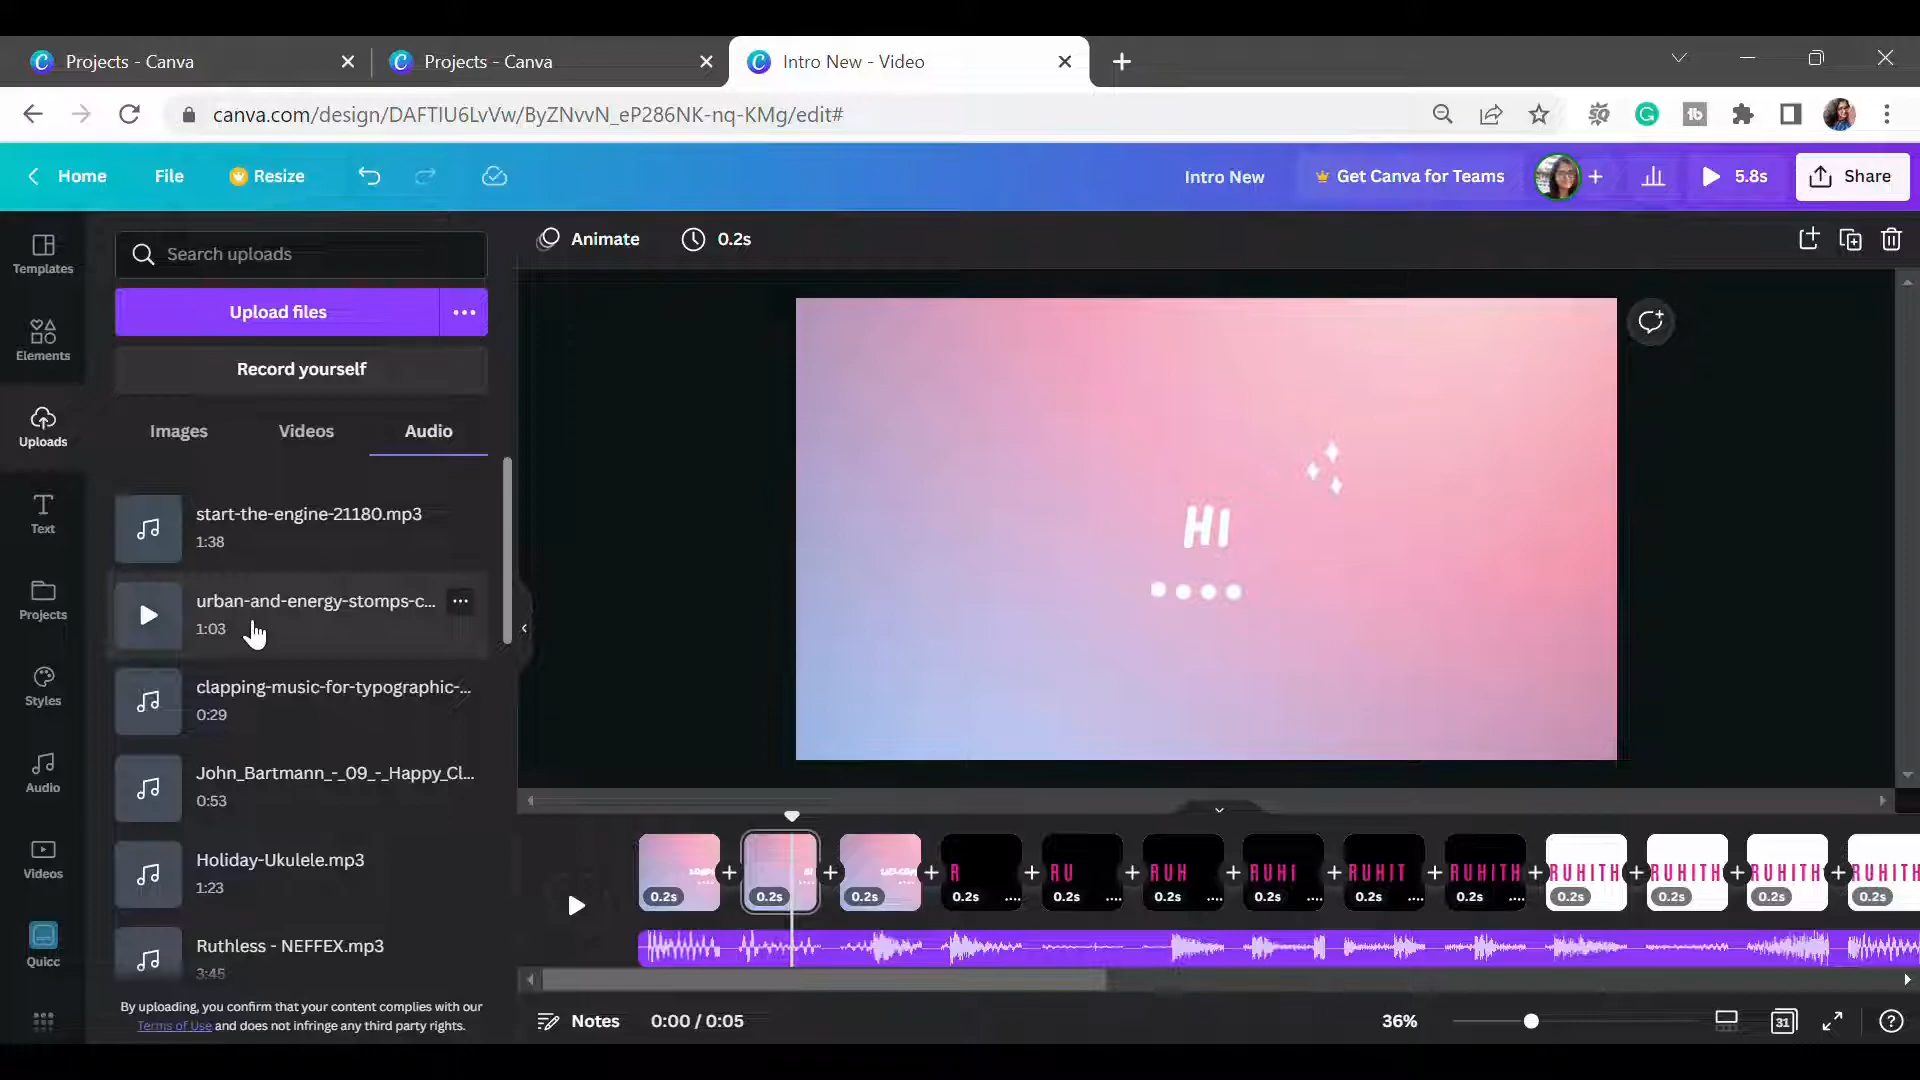 Projects - Canva
Projects - Canva
Intro New - Video
canva.com/design/DAFTIU6LvVw/ByZNvvN_eP286NK-nq-KMg/edit#
Home
File
Resize
Intro New
Get Canva for Teams
5.8s
Share
Templates
Elements
Uploads
Text
Projects
Styles
Audio
Videos
Quicc
Search uploads
Upload files
Record yourself
Images
Videos
Audio
start-the-engine-21180.mp3
1:38
urban-and-energy-stomps-c...
1:03
clapping-music-for-typographic-...
0:29
John_Bartmann_-_09_-_Happy_Cl...
0:53
Holiday-Ukulele.mp3
1:23
Ruthless - NEFFEX.mp3
3:45
By uploading, you confirm that your content complies with our
Terms of Use and does not infringe any third party rights.
Animate
0.2s
HI
0.2s
HI
0.2s
WELCOME
0.2s
R
0.2s
RU
0.2s
RUH
0.2s
RUHI
0.2s
RUHIT
0.2s
RUHITH
0.2s
RUHITH
0.2s
RUHITH
0.2s
RUHITH
0.2s
RUHITH
0.2s
Notes
0:00 / 0:05
36%
31